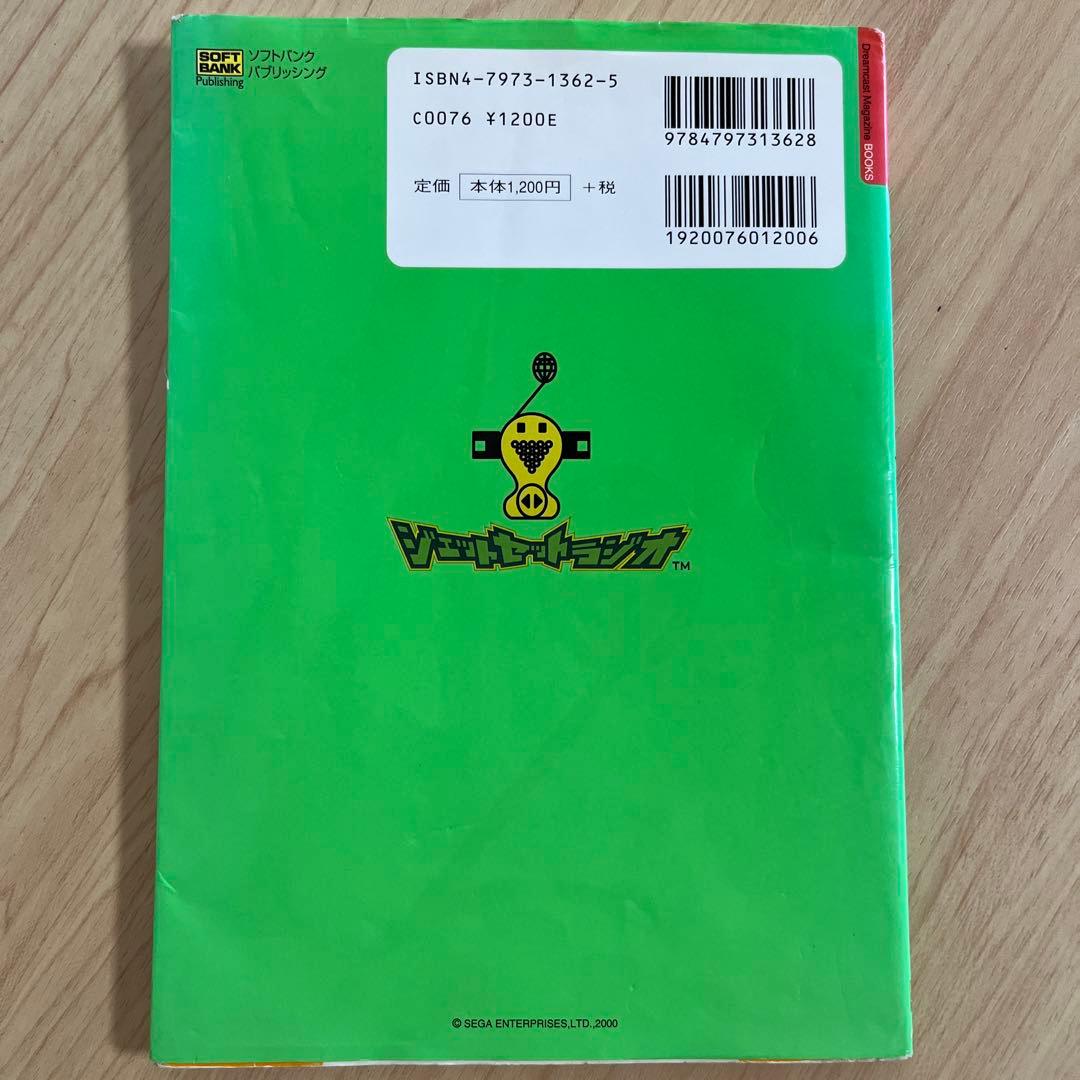 SOFT
BANK
Publishing
ソフトバンク
パブリッシング
ISBN4-7973-1362-5
C0076 ¥1200E
9784797313628
定価 本体1,200円 +税
1920076012006
Dreamcast Magazine BOOKS
ジェットセットラジオ™
© SEGA ENTERPRISES,LTD.,2000